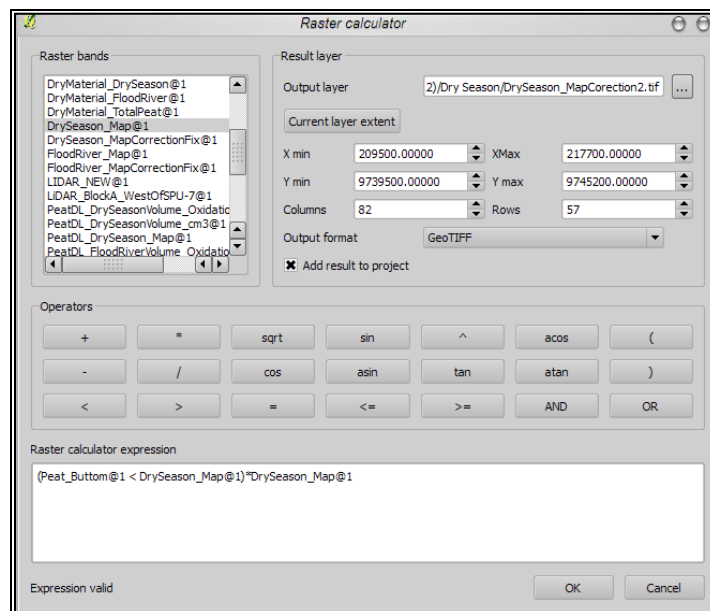 Raster calculator
Raster bands
DryMaterial_DrySeason@1
DryMaterial_FloodRiver@1
DryMaterial_TotalPeat@1
DrySeason_Map@1
DrySeason_MapCorrectionFix@1
FloodRiver_Map@1
FloodRiver_MapCorrectionFix@1
LIDAR_NEW@1
LiDAR_BlockA_WestOfSPU-7@1
PeatDL_DrySeasonVolume_Oxidatic
PeatDL_DrySeasonVolume_cm3@1
PeatDL_DrySeason_Map@1
PeatDL_FloodRiverVolume_Oxidatio
Result layer
Output layer 2)/Dry Season/DrySeason_MapCorection2.tif ...
Current layer extent
X min 209500.00000 XMax 217700.00000
Y min 9739500.00000 Y max 9745200.00000
Columns 82 Rows 57
Output format GeoTIFF
Add result to project
Operators
+ * sqrt sin ^ acos (
- / cos asin tan atan )
< > = <= >= AND OR
Raster calculator expression
(Peat_Buttom@1 < DrySeason_Map@1)*DrySeason_Map@1
Expression valid OK Cancel